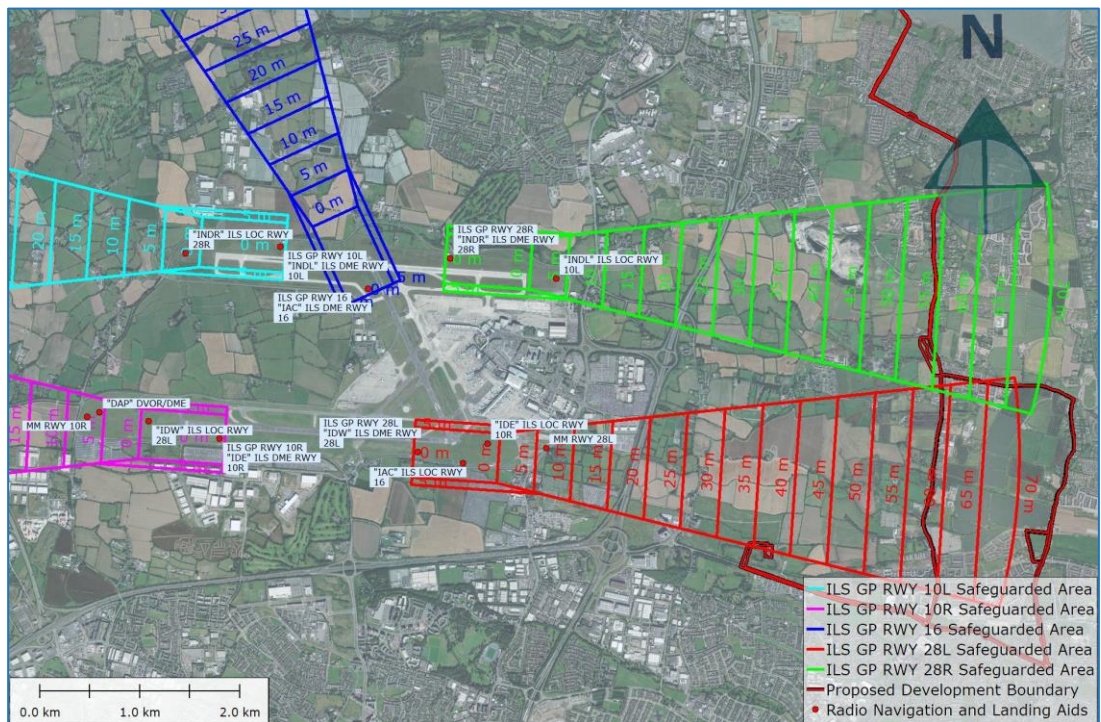 N
25 m
20 m
15 m
10 m
5 m
0 m
20 m
15 m
10 m
5 m
0 m
"INDR" ILS LOC RWY
28R
ILS GP RWY 10L
"INDL" ILS DME RWY
10L
ILS GP RWY 16
"IAC" ILS DME RWY
16
ILS GP RWY 28R
"INDR" ILS DME RWY
28R
"INDL" ILS LOC RWY
10L
15 m
"DAP" DVOR/DME
MM RWY 10R
"IDW" ILS LOC RWY
28L
ILS GP RWY 10R
"IDE" ILS DME RWY
10R
15 m
ILS GP RWY 28L
"IDW" ILS DME RWY
28L
"IDE" ILS LOC RWY
10R
MM RWY 28L
"IAC" ILS LOC RWY
16
0 m
0 m
15 m
10 m
15 m
20 m
25 m
30 m
35 m
40 m
45 m
50 m
55 m
65 m
70 m
ILS GP RWY 10L Safeguarded Area
ILS GP RWY 10R Safeguarded Area
ILS GP RWY 16 Safeguarded Area
ILS GP RWY 28L Safeguarded Area
ILS GP RWY 28R Safeguarded Area
Proposed Development Boundary
Radio Navigation and Landing Aids
0.0 km
1.0 km
2.0 km